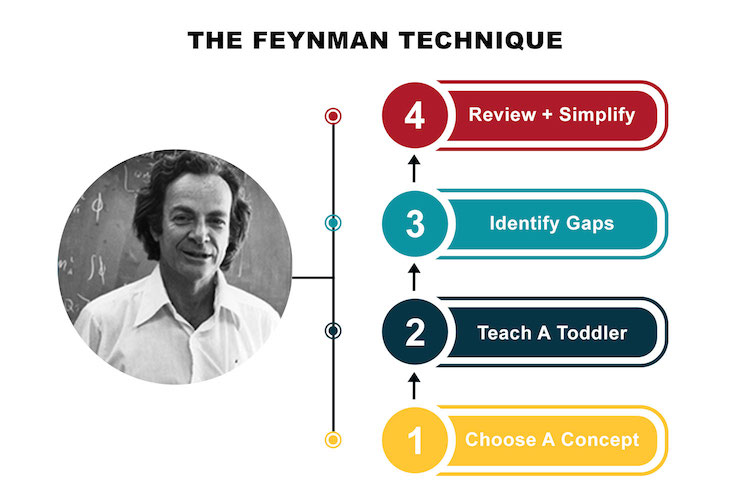 THE FEYNMAN TECHNIQUE
4 Review + Simplify
3 Identify Gaps
2 Teach A Toddler
1 Choose A Concept